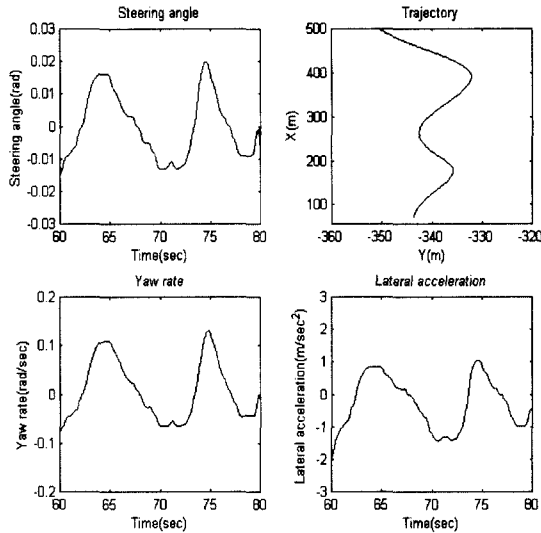 Steering angle
Steering angle(rad)
0.03
0.02
0.01
0
-0.01
-0.02
-0.03
60 65 70 75 80
Time(sec)
Trajectory
X (m)
500
400
300
200
100
-360 -350 -340 -330 -320
Y(m)
Yaw rate
Yaw rate(rad/sec)
0.2
0.1
0
-0.1
-0.2
60 65 70 75 80
Time(sec)
Lateral acceleration
Lateral acceleration(m/sec²)
3
2
1
0
-1
-2
-3
60 65 70 75 80
Time(sec)